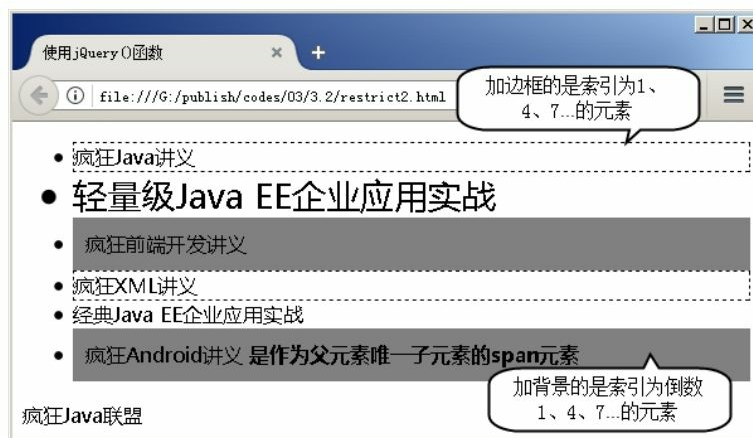 使用jQuery()函数
file:///G:/publish/codes/03/3.2/restrict2.html
加边框的是索引为1、
4、7...的元素
疯狂Java讲义
轻量级Java EE企业应用实战
疯狂前端开发讲义
疯狂XML讲义
经典Java EE企业应用实战
疯狂Android讲义 是作为父元素唯一子元素的span元素
加背景的是索引为倒数
1、4、7...的元素
疯狂Java联盟